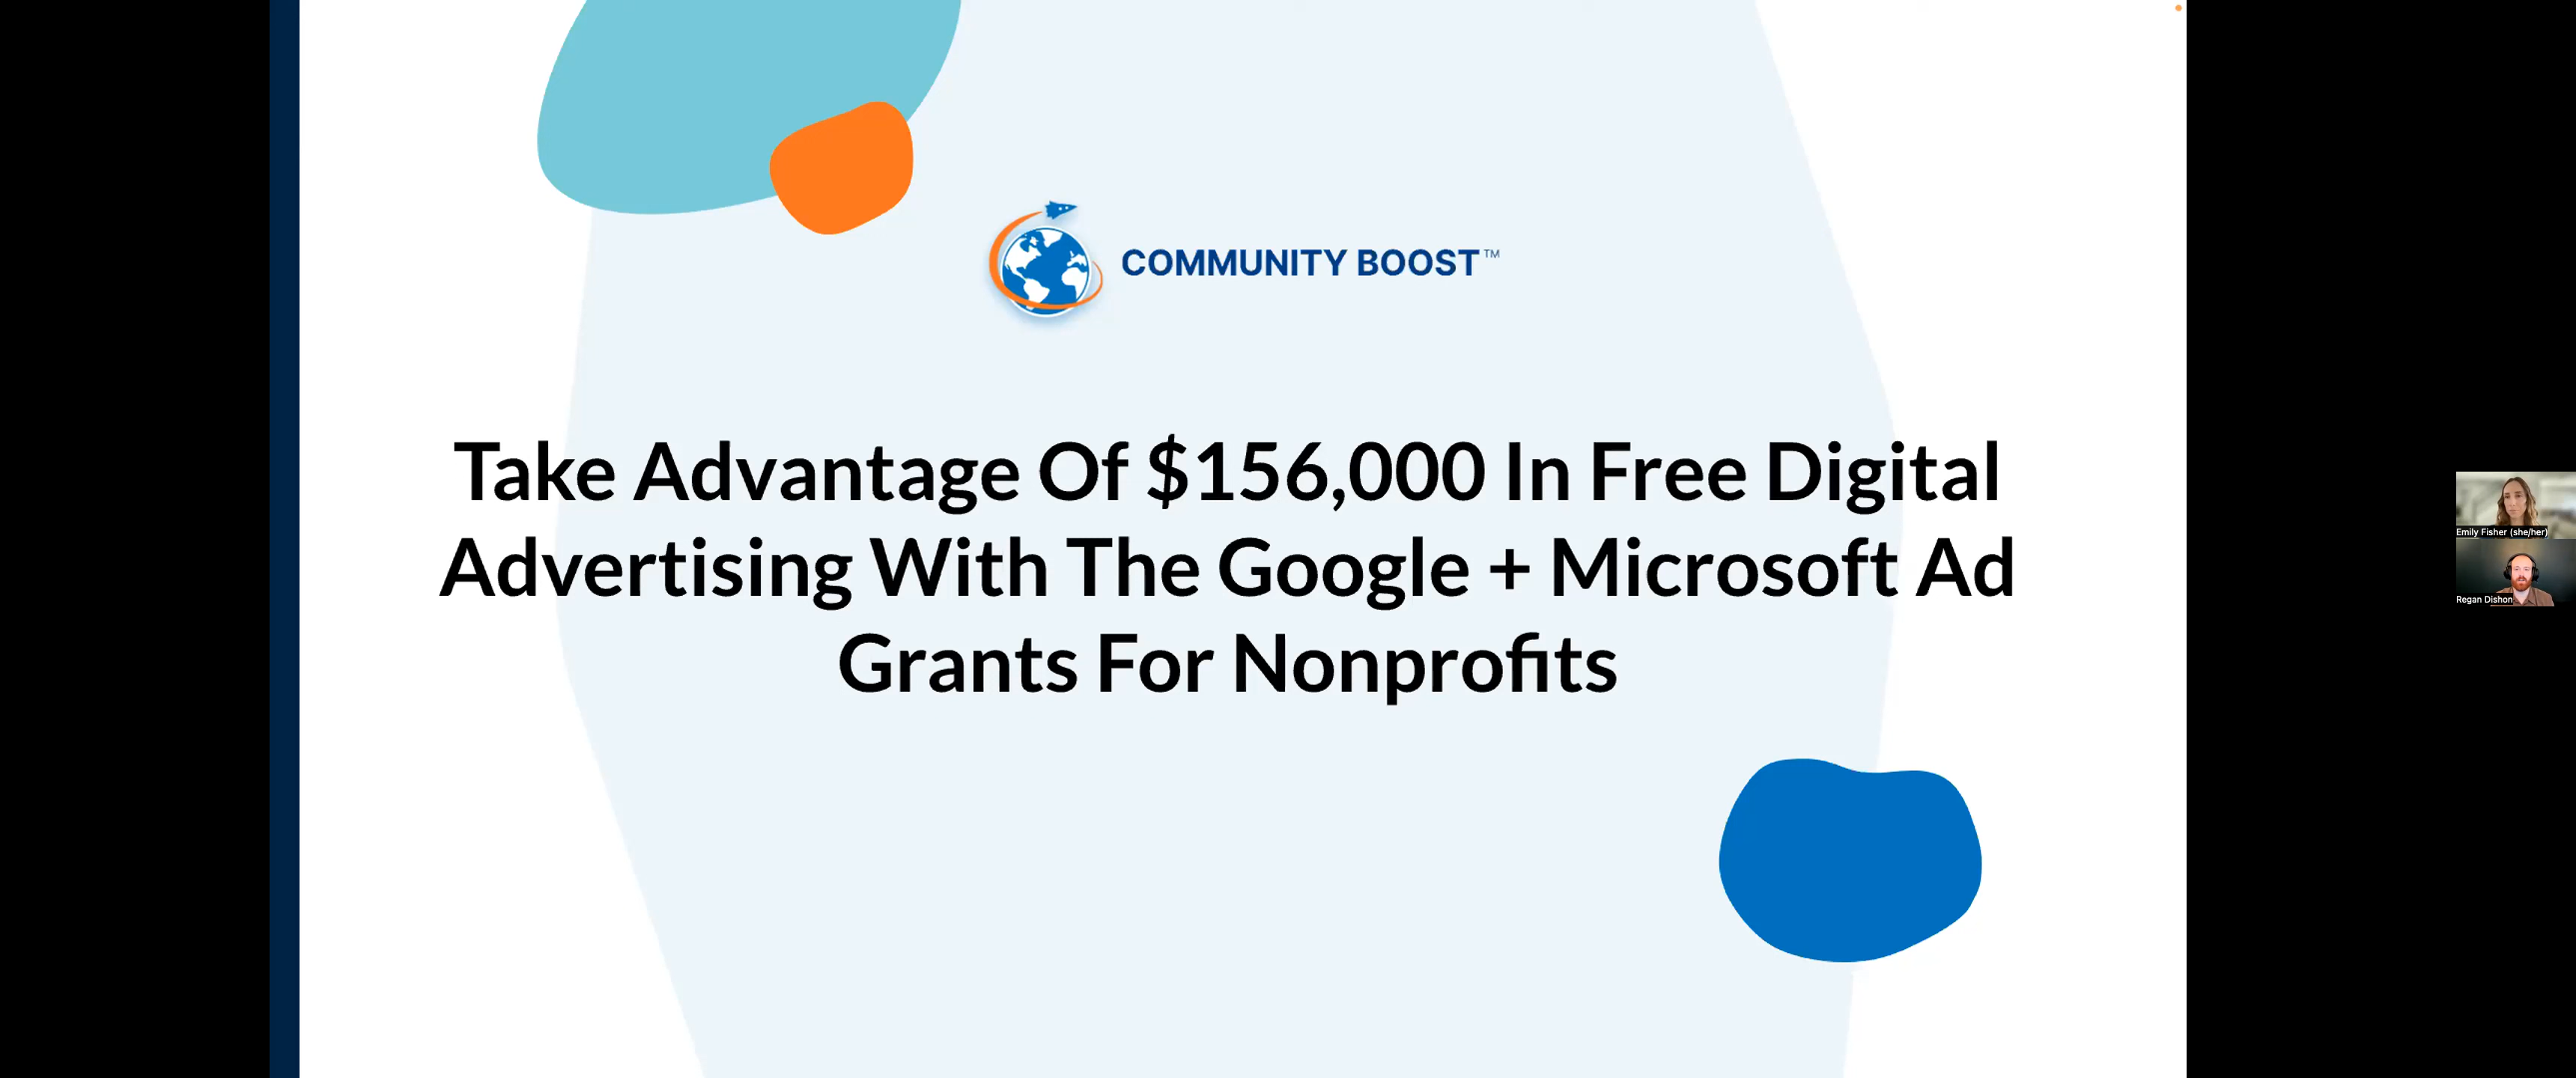 COMMUNITY BOOST™
Take Advantage Of $156,000 In Free Digital
Advertising With The Google + Microsoft Ad
Grants For Nonprofits
Emily Fisher (she/her)
Regan Dishon